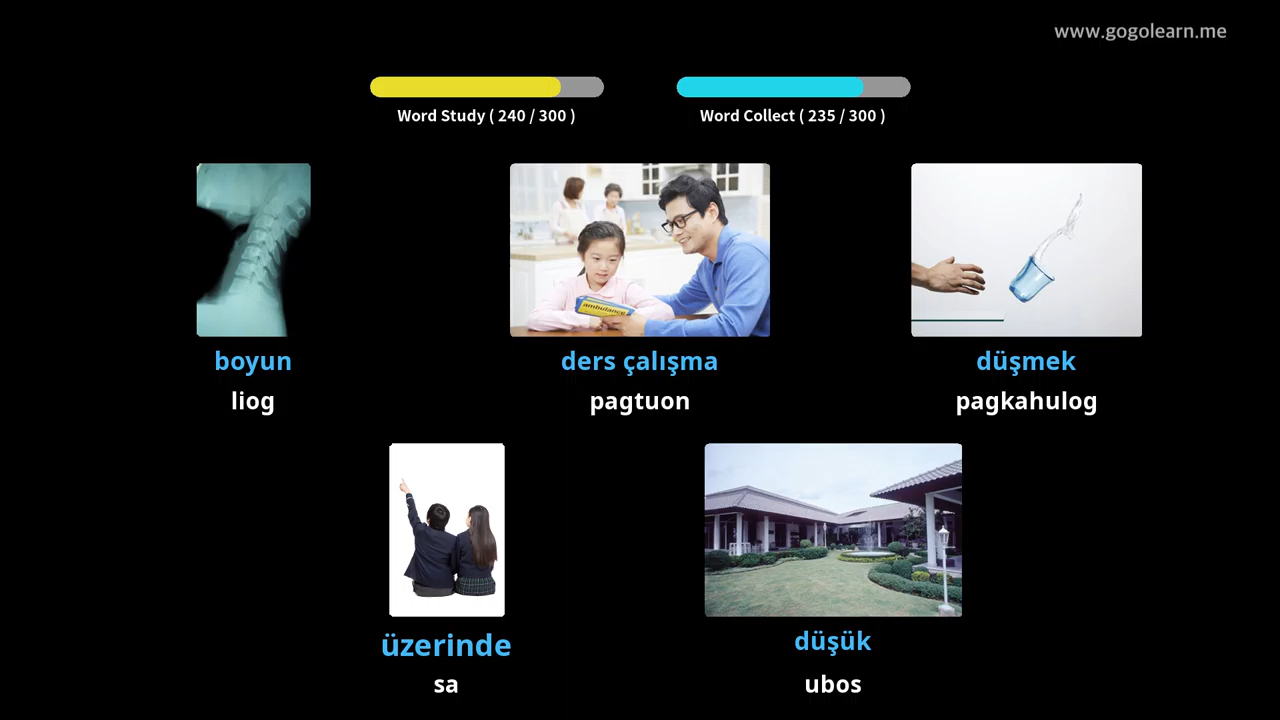 www.gogolearn.me
Word Study ( 240 / 300 )
Word Collect ( 235 / 300 )
ambulance
boyun
ders çalışma
düşmek
liog
pagtuon
pagkahulog
üzerinde
düşük
sa
ubos